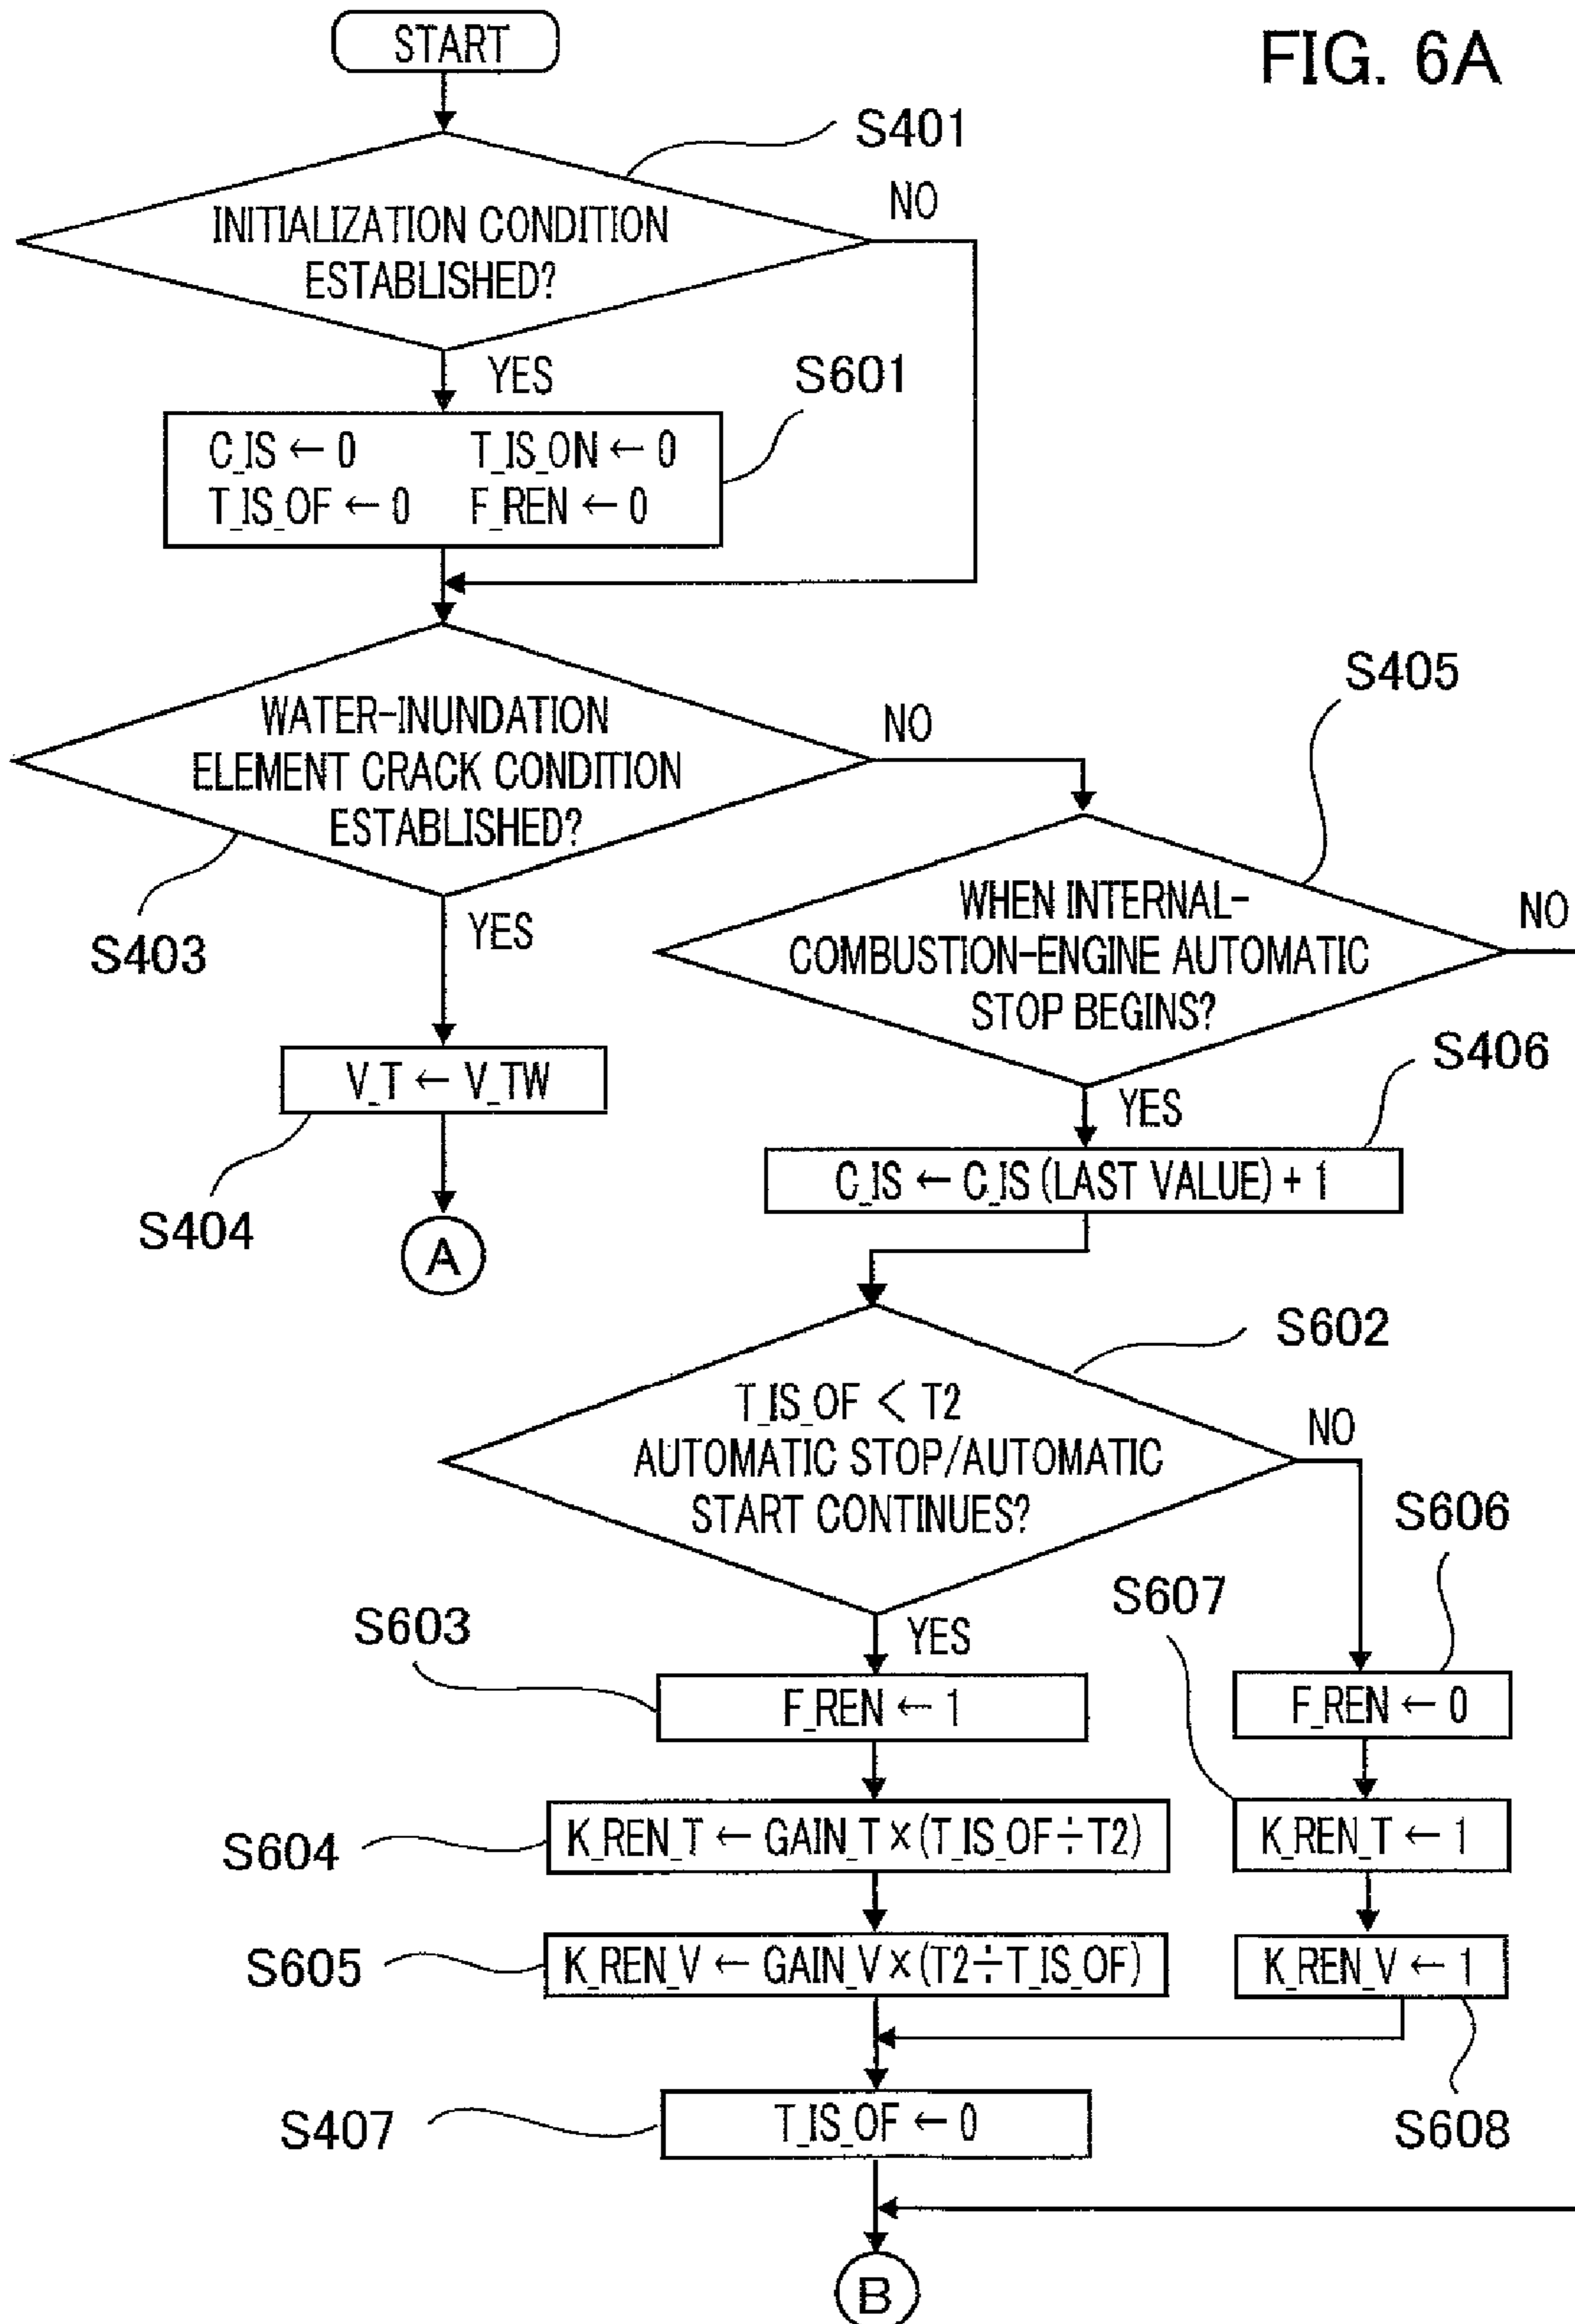 START
FIG. 6A
S401
INITIALIZATION CONDITION
ESTABLISHED?
NO
YES
S601
C_IS ← 0 T_IS_ON ← 0
T_IS_OF ← 0 F_REN ← 0
WATER-INUNDATION
ELEMENT CRACK CONDITION
ESTABLISHED?
NO
S405
S403
YES
WHEN INTERNAL-
COMBUSTION-ENGINE AUTOMATIC
STOP BEGINS?
NO
V_T ← V_TW
S404
A
YES
S406
C_IS ← C_IS (LAST VALUE) + 1
S602
T_IS_OF < T2
AUTOMATIC STOP/AUTOMATIC
START CONTINUES?
NO
S606
S607
S603
YES
F_REN ← 1
F_REN ← 0
S604
K_REN_T ← GAIN_T × (T_IS_OF ÷ T2)
K_REN_T ← 1
S605
K_REN_V ← GAIN_V × (T2 ÷ T_IS_OF)
K_REN_V ← 1
S407
T_IS_OF ← 0
S608
B